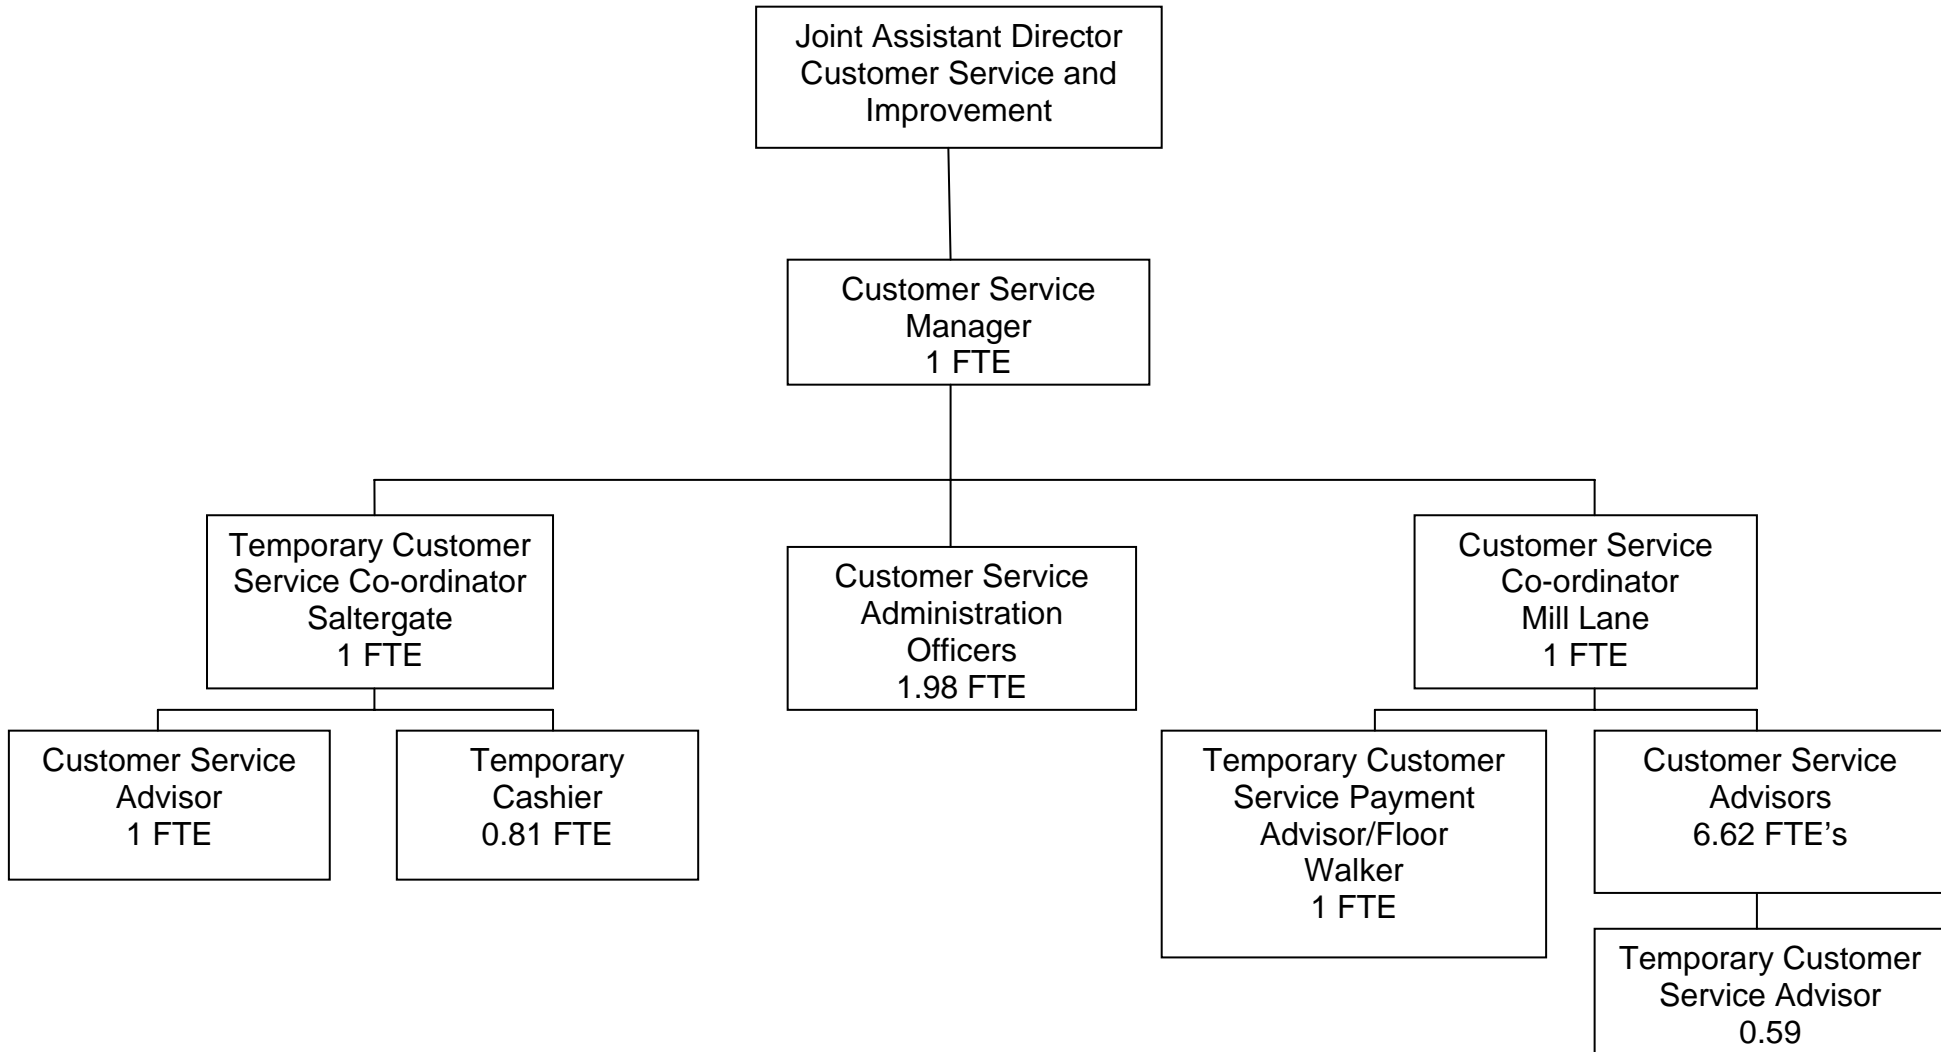 Joint Assistant Director
Customer Service and
Improvement
Customer Service
Manager
1 FTE
Temporary Customer
Service Co-ordinator
Saltergate
1 FTE
Customer Service
Administration
Officers
1.98 FTE
Customer Service
Co-ordinator
Mill Lane
1 FTE
Customer Service
Advisor
1 FTE
Temporary
Cashier
0.81 FTE
Temporary Customer
Service Payment
Advisor/Floor
Walker
1 FTE
Customer Service
Advisors
6.62 FTE’s
Temporary Customer
Service Advisor
0.59